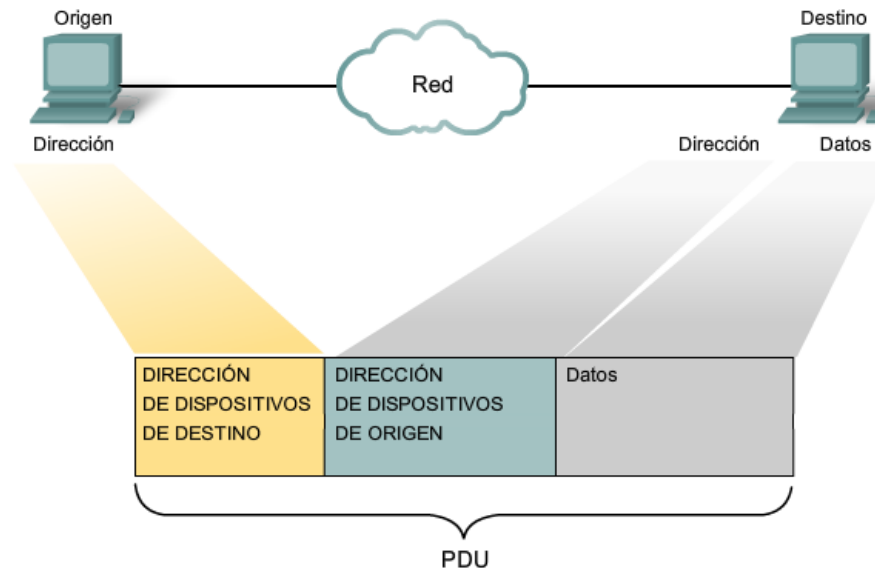 Origen
Destino
Red
Dirección
Dirección
Datos
DIRECCIÓN
DE DISPOSITIVOS
DE DESTINO
DIRECCIÓN
DE DISPOSITIVOS
DE ORIGEN
Datos
PDU